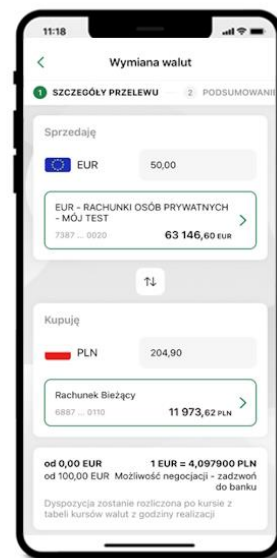 11:18
Wymiana walut
1 SZCZEGÓŁY PRZELEWU 2 PODSUMOWANIE
Sprzedaję
EUR 50,00
EUR - RACHUNKI OSÓB PRYWATNYCH
- MÓJ TEST
7387 ... 0020 63 146,60 EUR
Kupuję
PLN 204,90
Rachunek Bieżący
6887 ... 0110 11 973,62 PLN
od 0,00 EUR 1 EUR = 4,097900 PLN
od 100,00 EUR Możliwość negocjacji - zadzwoń
do banku
Dyspozycja zostanie rozliczona po kursie z
tabeli kursów walut z godziny realizacji